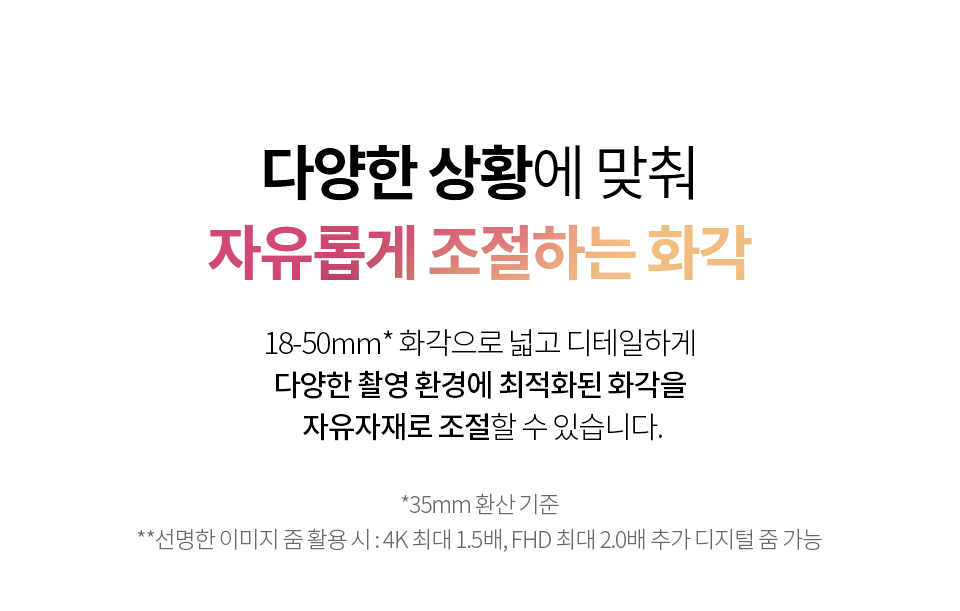 다양한 상황에 맞춰
자유롭게 조절하는 화각
18-50mm* 화각으로 넓고 디테일하게
다양한 촬영 환경에 최적화된 화각을
자유자재로 조절할 수 있습니다.
*35mm 환산 기준
**선명한 이미지 줌 활용 시 : 4K 최대 1.5배, FHD 최대 2.0배 추가 디지털 줌 가능